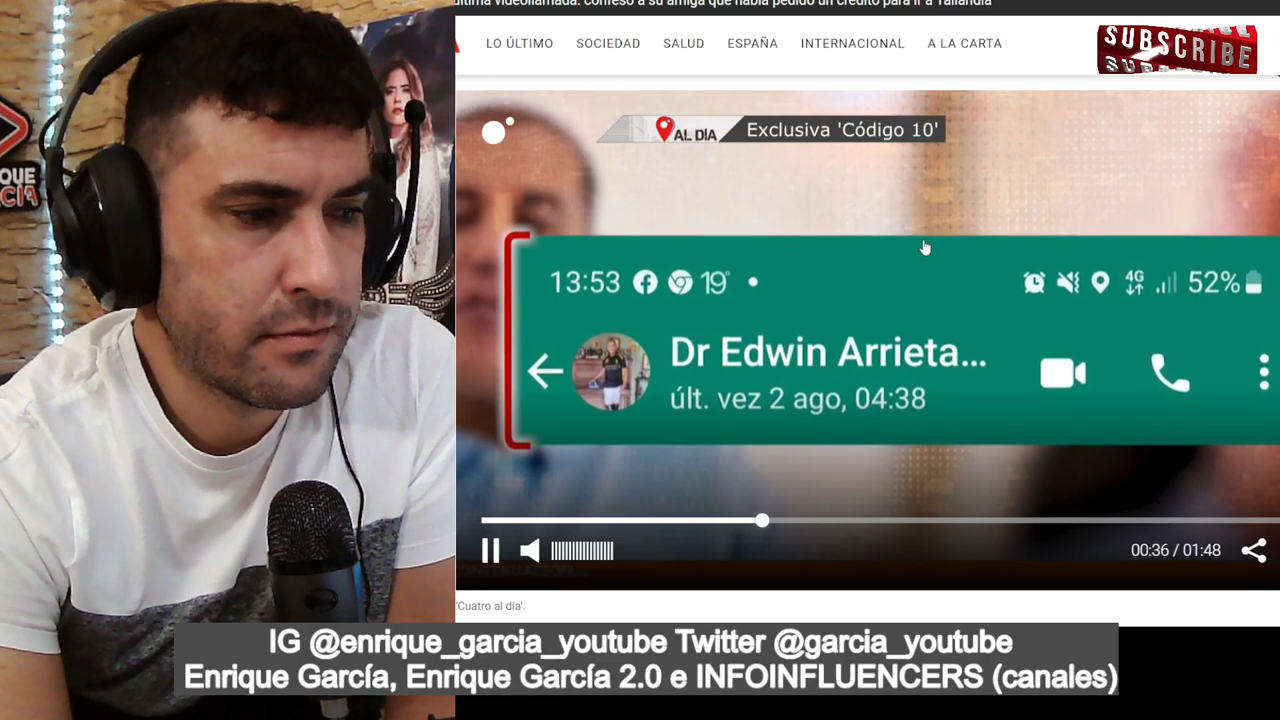 última videollamada: confesó a su amiga que había pedido un crédito para ir a Tailandia
LO ÚLTIMO SOCIEDAD SALUD ESPAÑA INTERNACIONAL A LA CARTA
SUBSCRIBE
AL DÍA Exclusiva 'Código 10'
QUE
CIA
13:53 19° 4G 52%
Dr Edwin Arrieta...
últ. vez 2 ago, 04:38
00:36 / 01:48
'Cuatro al día'.
IG @enrique_garcia_youtube Twitter @garcia_youtube
Enrique García, Enrique García 2.0 e INFOINFLUENCERS (canales)